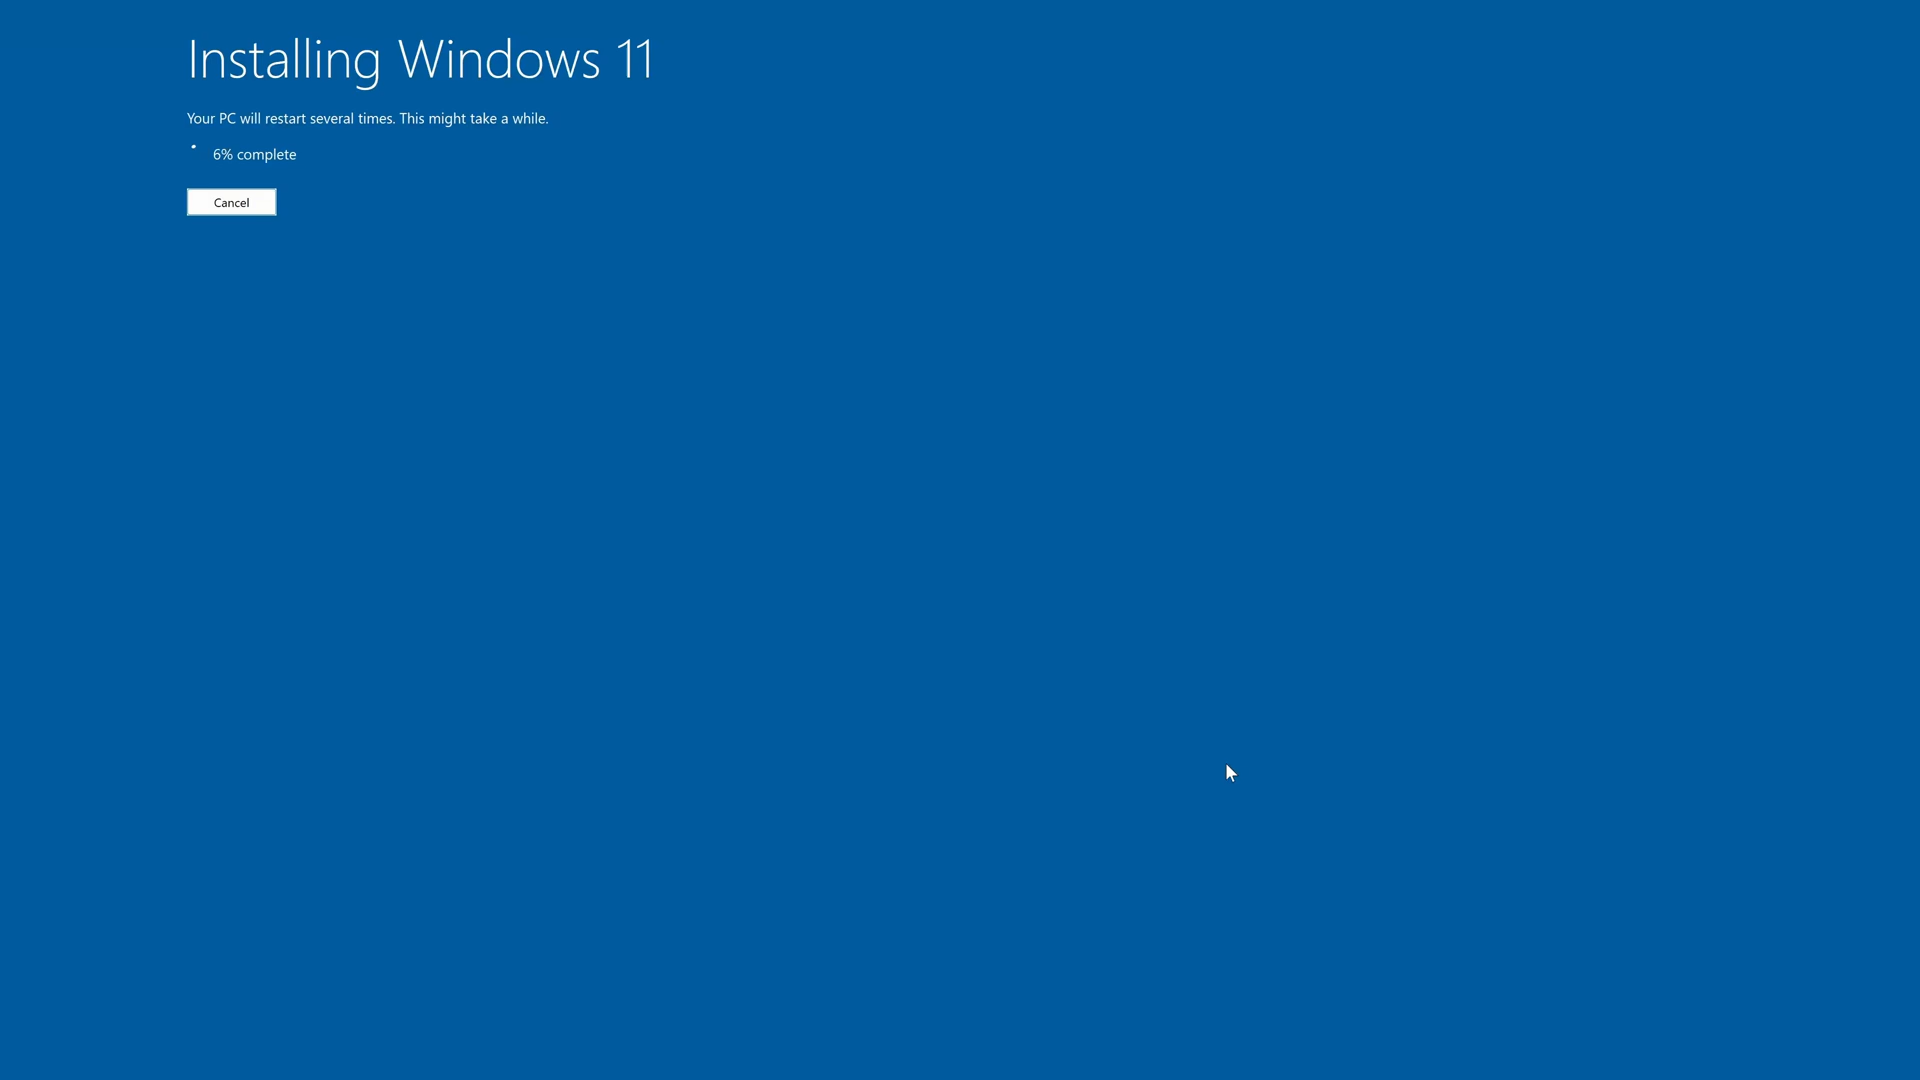 Installing Windows 11
Your PC will restart several times. This might take a while.
6% complete
Cancel